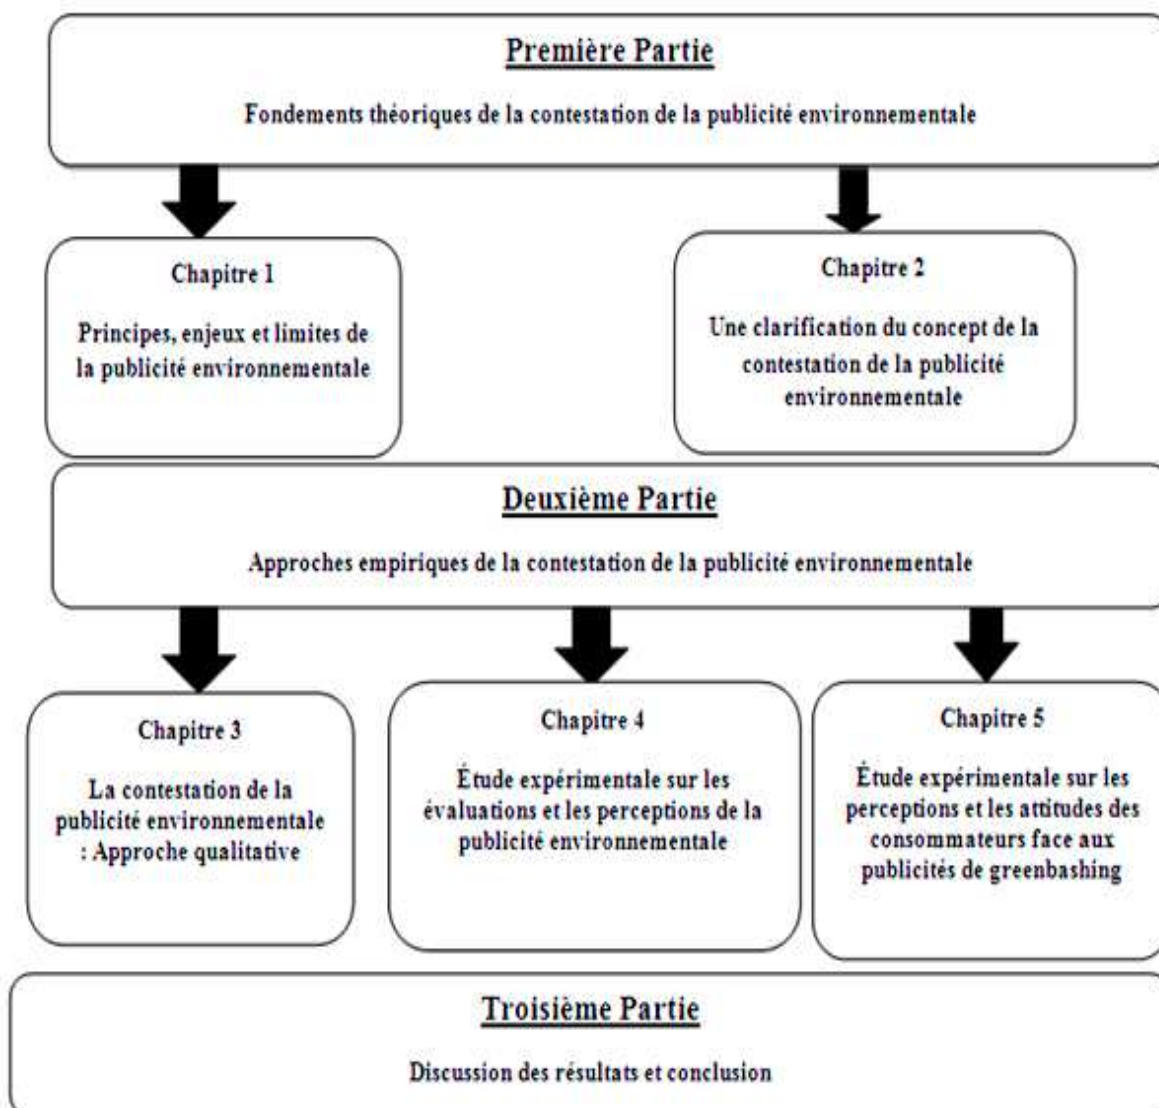 Première Partie
Fondements théoriques de la contestation de la publicité environnementale
Chapitre 1
Principes, enjeux et limites de
la publicité environnementale
Chapitre 2
Une clarification du concept de la
contestation de la publicité
environnementale
Deuxième Partie
Approches empiriques de la contestation de la publicité environnementale
Chapitre 3
La contestation de la
publicité environnementale
: Approche qualitative
Chapitre 4
Étude expérimentale sur les
évaluations et les perceptions de la
publicité environnementale
Chapitre 5
Étude expérimentale sur les
perceptions et les attitudes des
consommateurs face aux
publicités de greenbashing
Troisième Partie
Discussion des résultats et conclusion